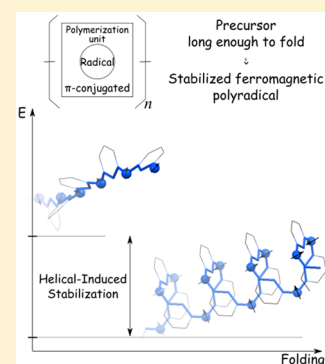 Polymerization
unit
Radical
π-conjugated
n
Precursor
long enough to fold
↓
Stabilized ferromagnetic
polyradical
E
Helical-Induced
Stabilization
Folding